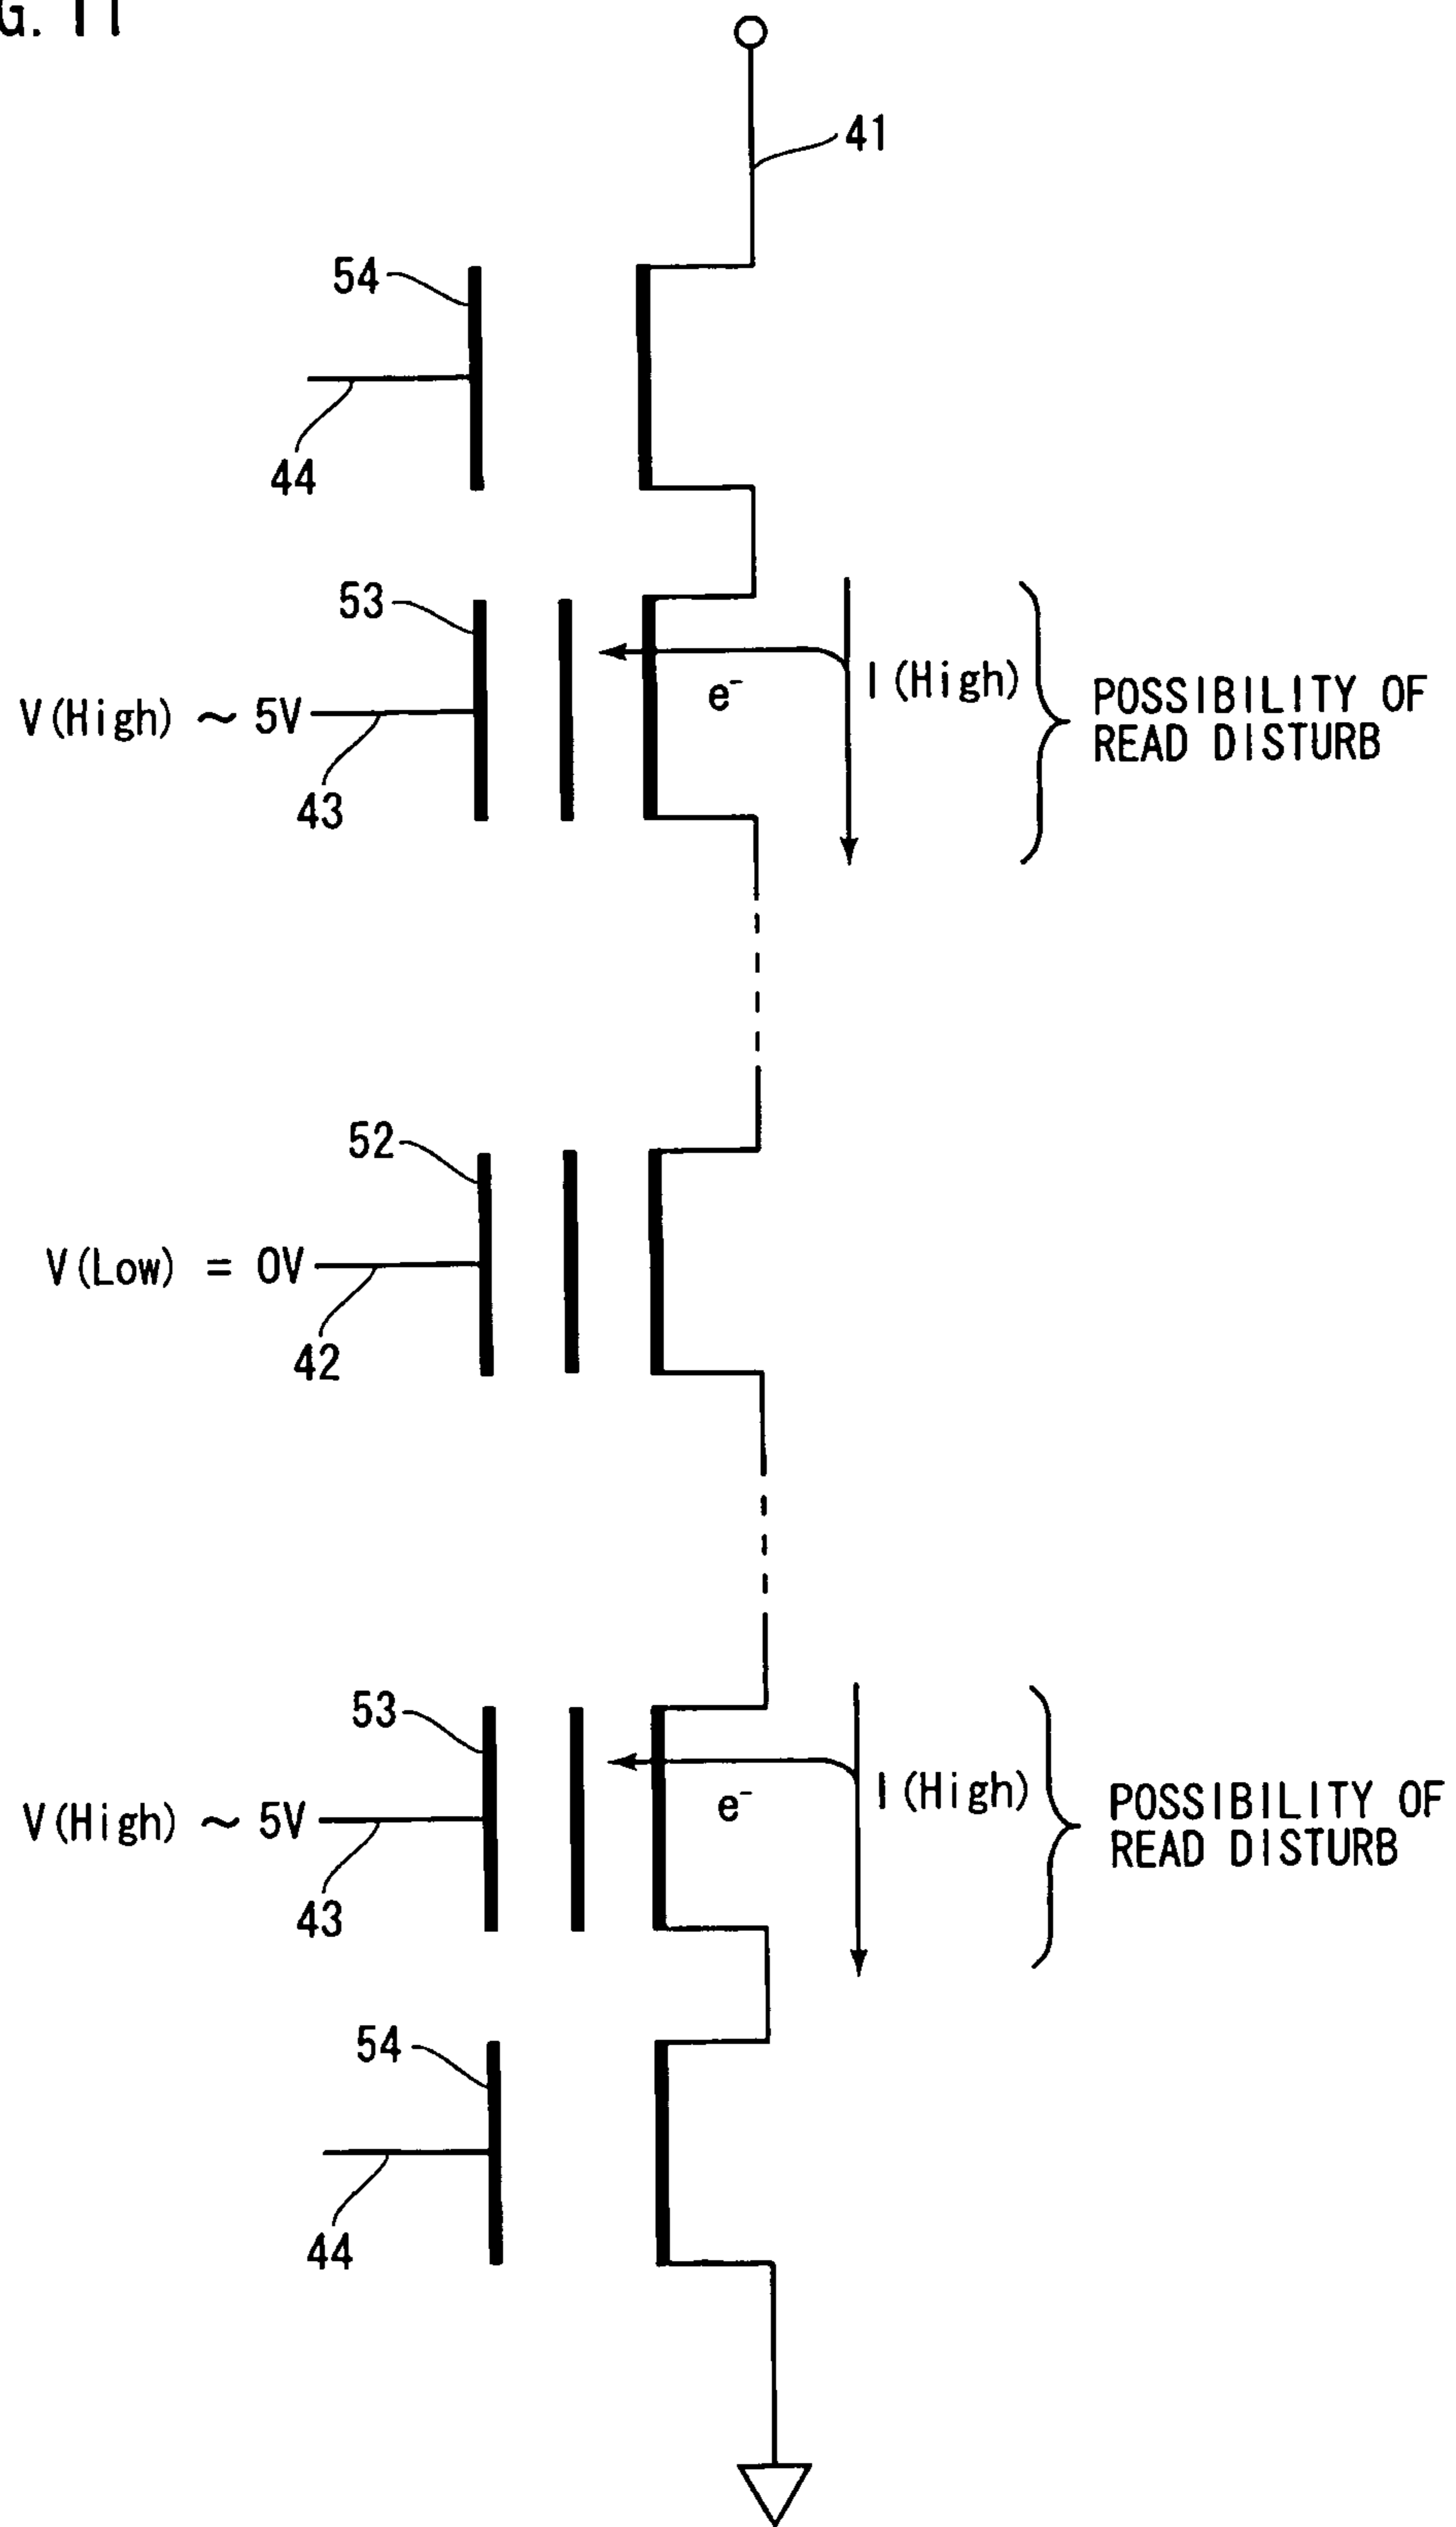 G. 11
41
54
44
53
I (High)
e⁻
V (High) ~ 5V
POSSIBILITY OF
READ DISTURB
43
52
V (Low) = 0V
42
53
I (High)
e⁻
V (High) ~ 5V
POSSIBILITY OF
READ DISTURB
43
54
44